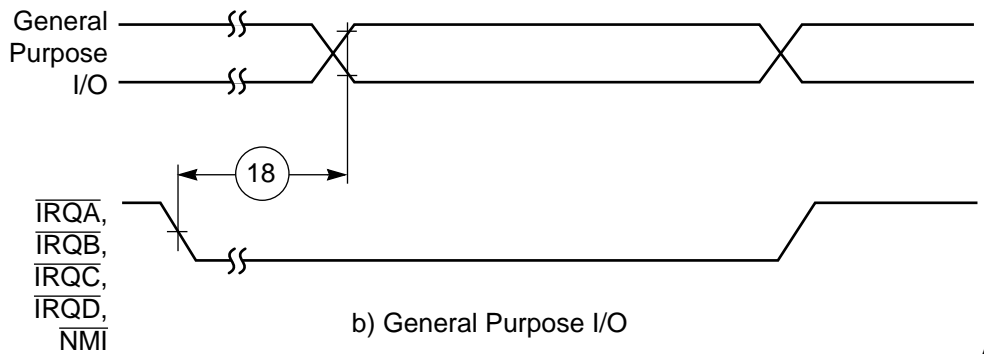 General
Purpose
I/O
18
IRQA,
IRQB,
IRQC,
IRQD,
NMI
b) General Purpose I/O